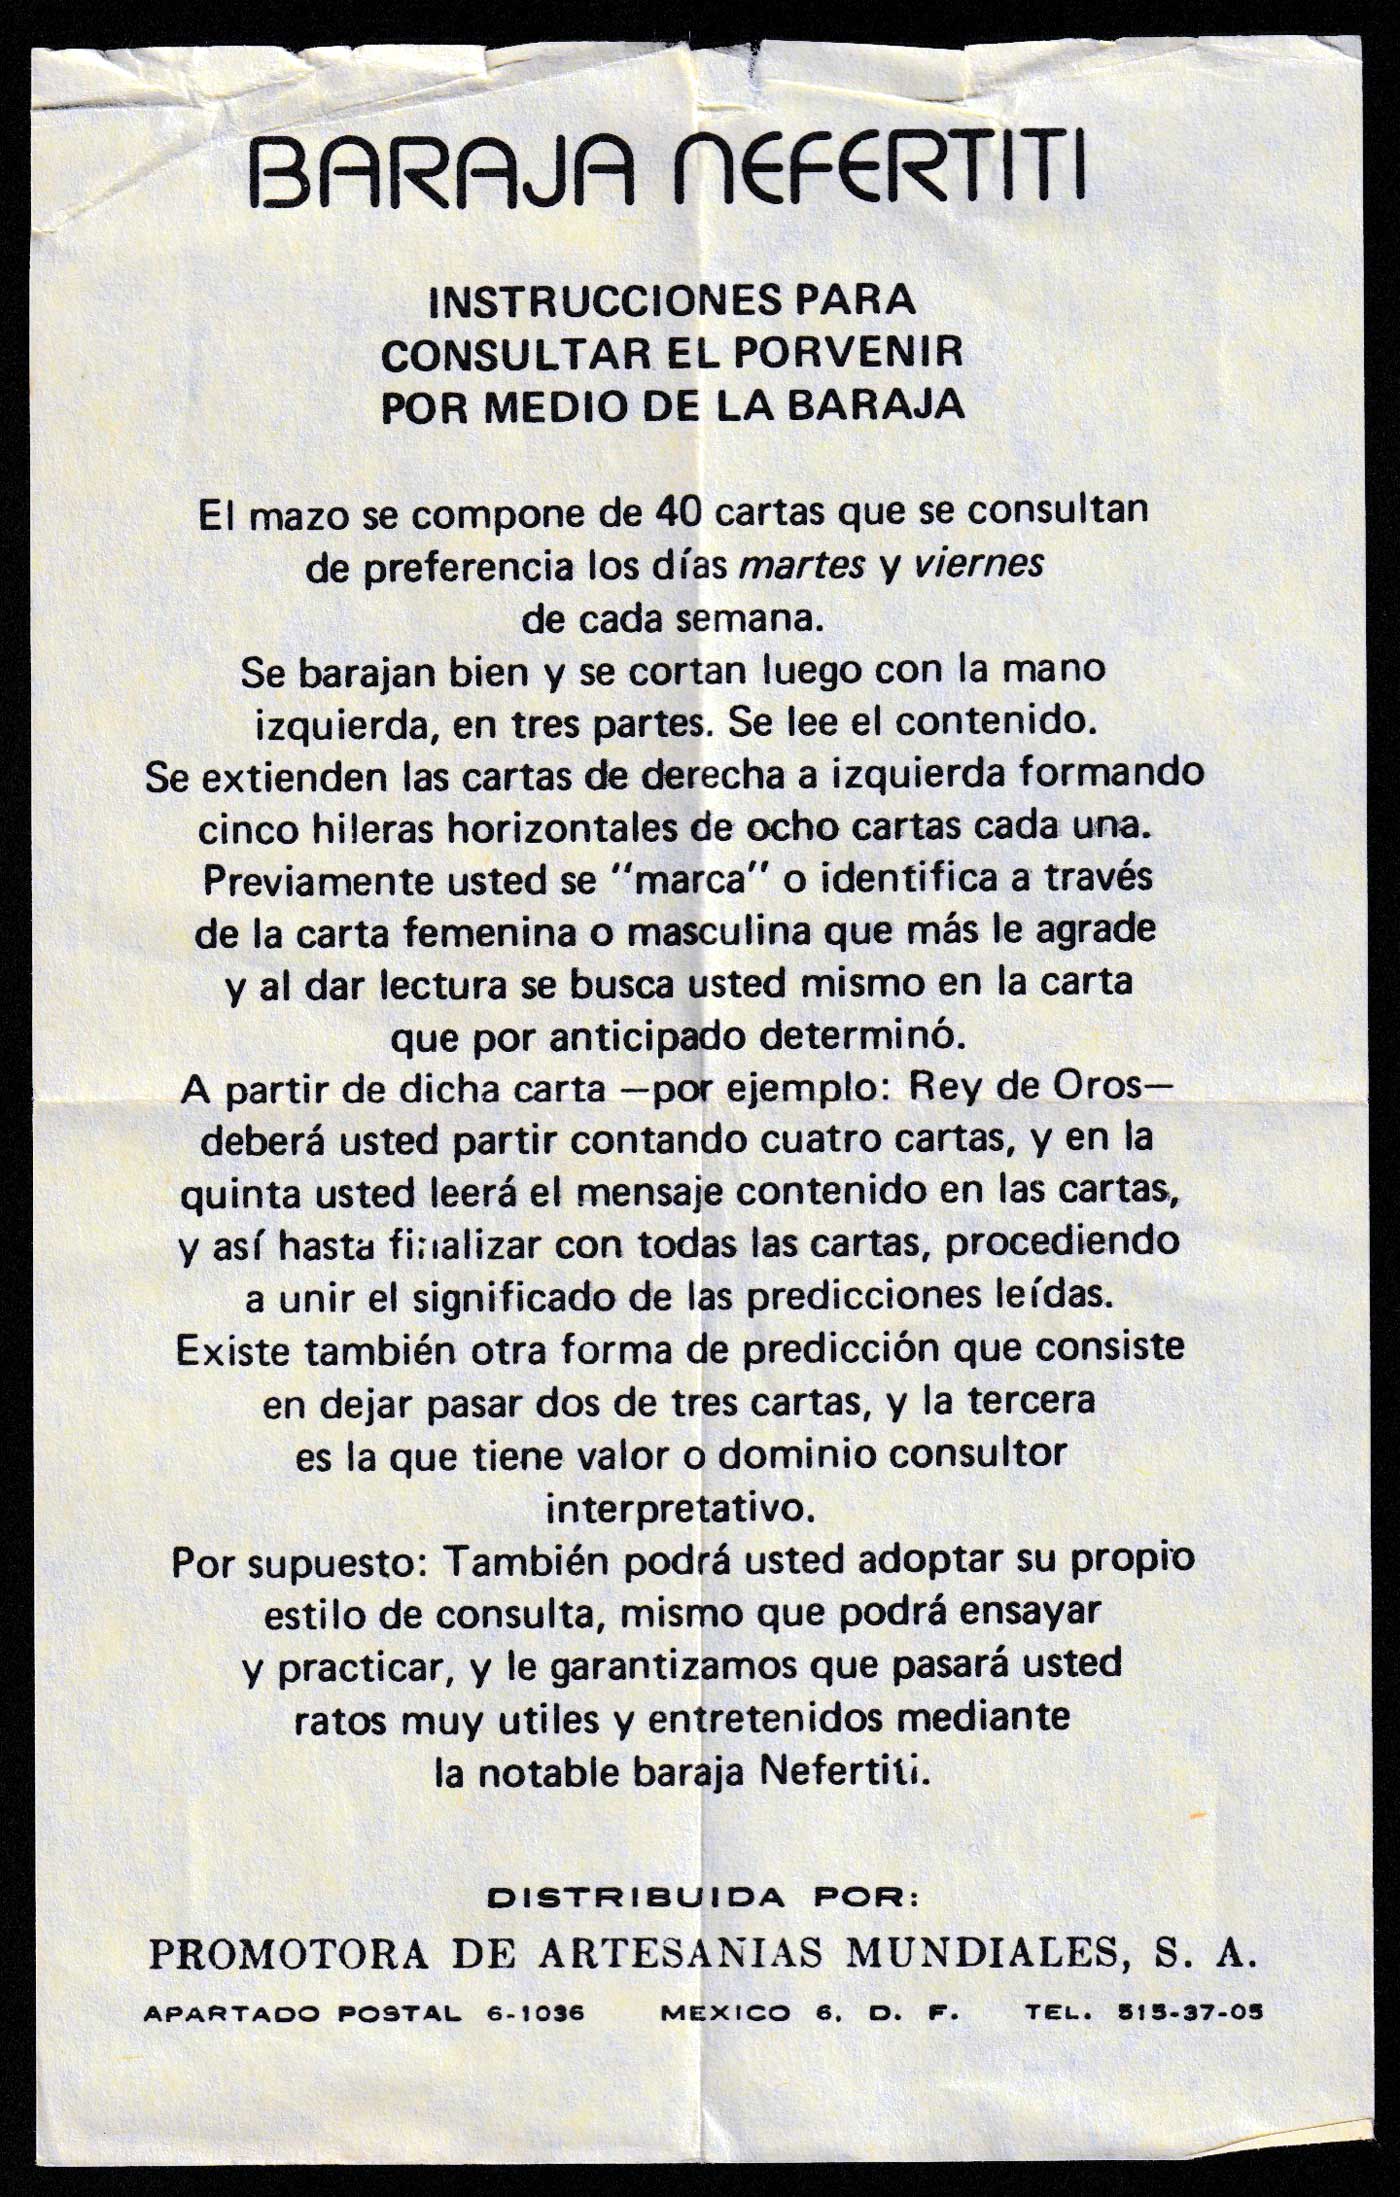 BARAJA NEFERTITI
INSTRUCCIONES PARA
CONSULTAR EL PORVENIR
POR MEDIO DE LA BARAJA
El mazo se compone de 40 cartas que se consultan
de preferencia los días martes y viernes
de cada semana.
Se barajan bien y se cortan luego con la mano
izquierda, en tres partes. Se lee el contenido.
Se extienden las cartas de derecha a izquierda formando
cinco hileras horizontales de ocho cartas cada una.
Previamente usted se "marca" o identifica a través
de la carta femenina o masculina que más le agrade
y al dar lectura se busca usted mismo en la carta
que por anticipado determinó.
A partir de dicha carta —por ejemplo: Rey de Oros—
deberá usted partir contando cuatro cartas, y en la
quinta usted leerá el mensaje contenido en las cartas,
y así hasta finalizar con todas las cartas, procediendo
a unir el significado de las predicciones leídas.
Existe también otra forma de predicción que consiste
en dejar pasar dos de tres cartas, y la tercera
es la que tiene valor o dominio consultor
interpretativo.
Por supuesto: También podrá usted adoptar su propio
estilo de consulta, mismo que podrá ensayar
y practicar, y le garantizamos que pasará usted
ratos muy utiles y entretenidos mediante
la notable baraja Nefertiti.
DISTRIBUIDA POR:
PROMOTORA DE ARTESANIAS MUNDIALES, S. A.
APARTADO POSTAL 6-1036 MEXICO 6, D. F. TEL. 515-37-05